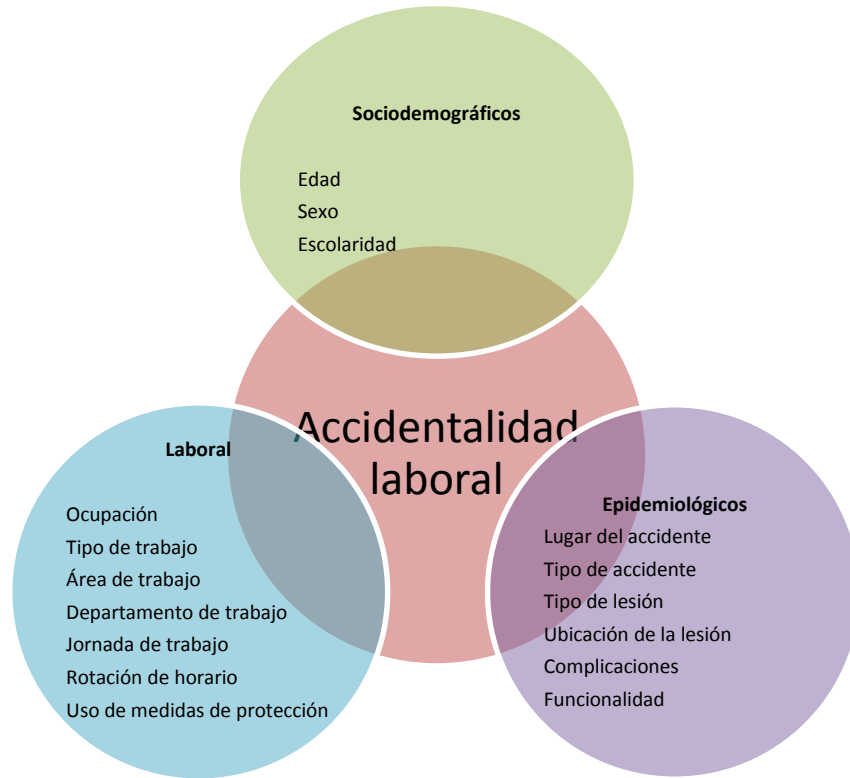 Sociodemográficos
Edad
Sexo
Escolaridad
Accidentalidad
laboral
Laboral
Ocupación
Tipo de trabajo
Área de trabajo
Departamento de trabajo
Jornada de trabajo
Rotación de horario
Uso de medidas de protección
Epidemiológicos
Lugar del accidente
Tipo de accidente
Tipo de lesión
Ubicación de la lesión
Complicaciones
Funcionalidad